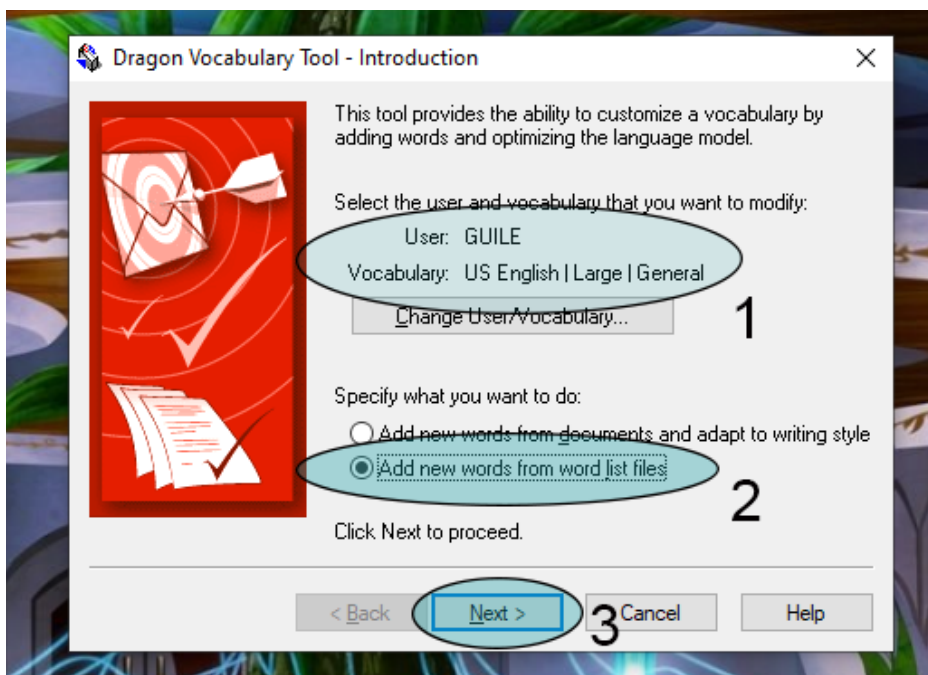 Dragon Vocabulary Tool - Introduction
This tool provides the ability to customize a vocabulary by
adding words and optimizing the language model.
Select the user and vocabulary that you want to modify:
User: GUILE
Vocabulary: US English | Large | General
Change User/Vocabulary...
1
Specify what you want to do:
Add new words from documents and adapt to writing style
Add new words from word list files
2
Click Next to proceed.
< Back Next > 3 Cancel Help